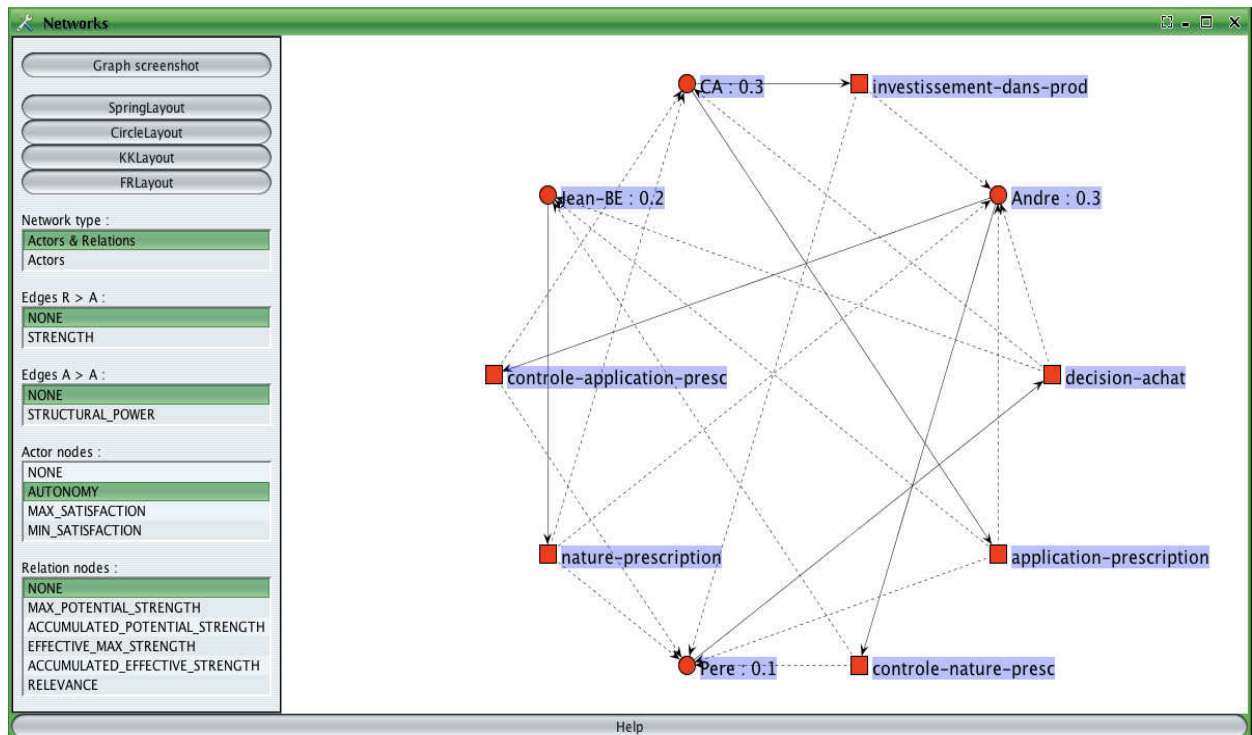 Networks
Graph screenshot
SpringLayout
CircleLayout
KKLayout
FRLayout
Network type :
Actors & Relations
Actors
Edges R > A :
NONE
STRENGTH
Edges A > A :
NONE
STRUCTURAL_POWER
Actor nodes :
NONE
AUTONOMY
MAX_SATISFACTION
MIN_SATISFACTION
Relation nodes :
NONE
MAX_POTENTIAL_STRENGTH
ACCUMULATED_POTENTIAL_STRENGTH
EFFECTIVE_MAX_STRENGTH
ACCUMULATED_EFFECTIVE_STRENGTH
RELEVANCE
CA : 0.3
investissement-dans-prod
Jean-BE : 0.2
Andre : 0.3
controle-application-presc
decision-achat
nature-prescription
application-prescription
Pere : 0.1
controle-nature-presc
Help